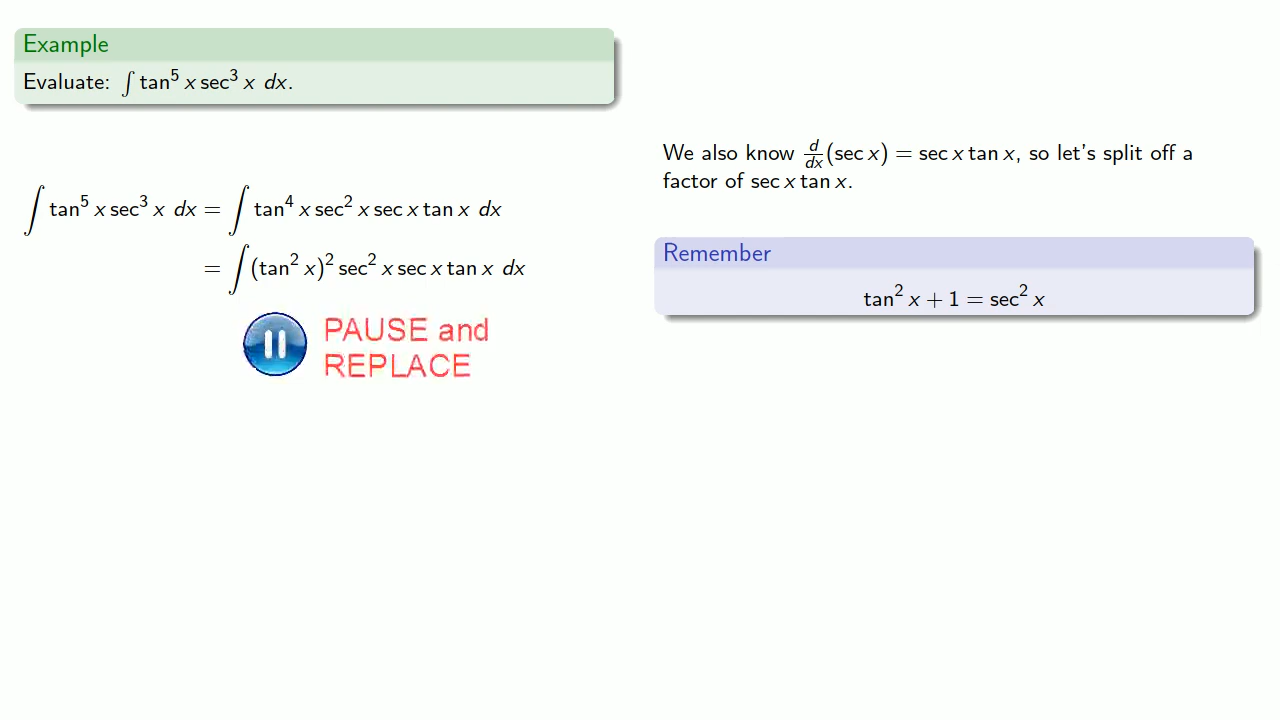 Example
Evaluate: ∫ tan⁵ x sec³ x dx.
We also know d/dx (sec x) = sec x tan x, so let's split off a
factor of sec x tan x.
∫ tan⁵ x sec³ x dx = ∫ tan⁴ x sec² x sec x tan x dx
= ∫ (tan² x)² sec² x sec x tan x dx
Remember
tan² x + 1 = sec² x
PAUSE and
REPLACE